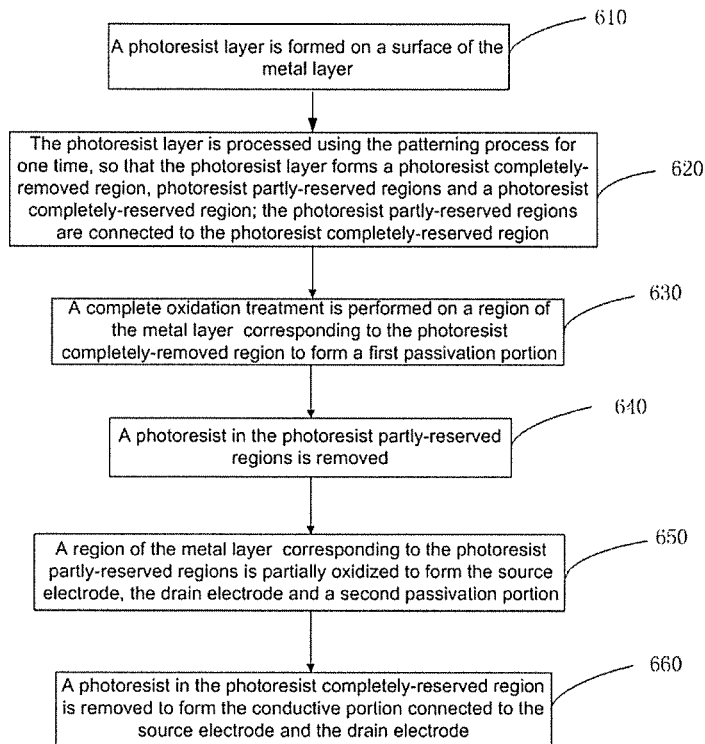 610
A photoresist layer is formed on a surface of the
metal layer
The photoresist layer is processed using the patterning process for
one time, so that the photoresist layer forms a photoresist completely-
removed region, photoresist partly-reserved regions and a photoresist
completely-reserved region; the photoresist partly-reserved regions
are connected to the photoresist completely-reserved region
620
630
A complete oxidation treatment is performed on a region of
the metal layer corresponding to the photoresist
completely-removed region to form a first passivation portion
640
A photoresist in the photoresist partly-reserved
regions is removed
650
A region of the metal layer corresponding to the photoresist
partly-reserved regions is partially oxidized to form the source
electrode, the drain electrode and a second passivation portion
660
A photoresist in the photoresist completely-reserved region
is removed to form the conductive portion connected to the
source electrode and the drain electrode